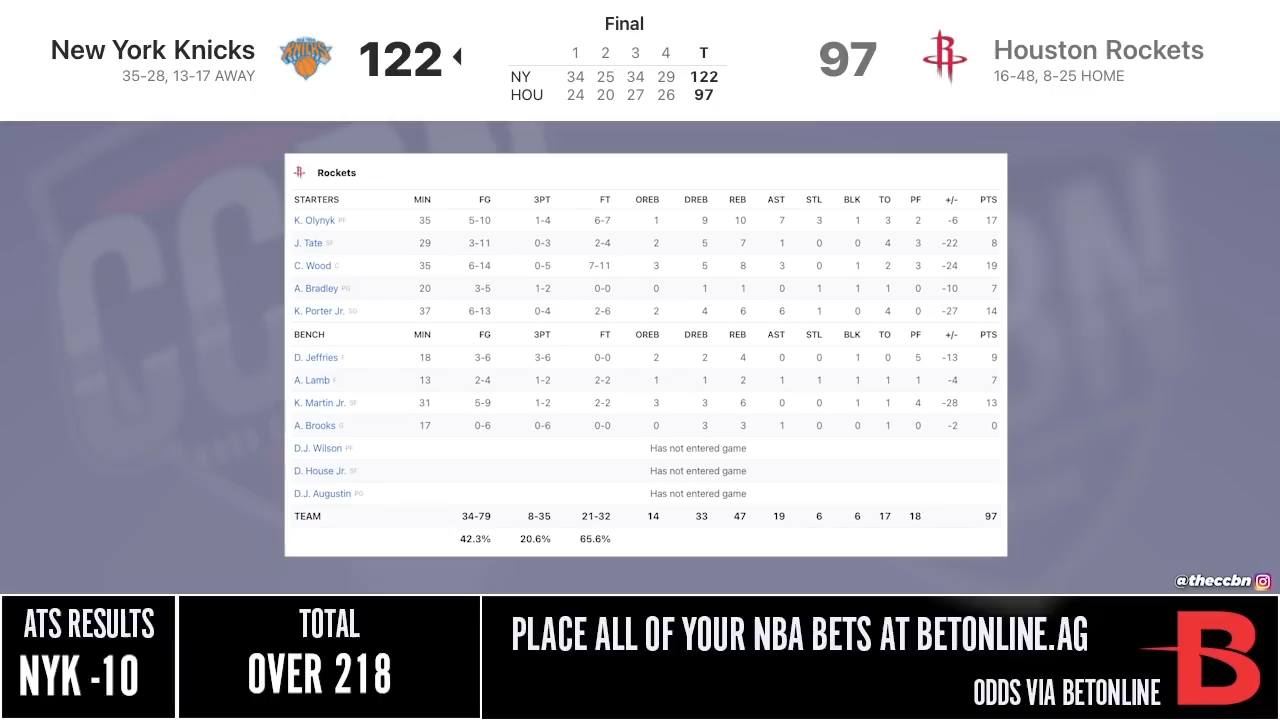 Final
New York Knicks
35-28, 13-17 AWAY
KNICKS
122
1 2 3 4 T
NY 34 25 34 29 122
HOU 24 20 27 26 97
97
Houston Rockets
16-48, 8-25 HOME
Rockets
STARTERS MIN FG 3PT FT OREB DREB REB AST STL BLK TO PF +/- PTS
K. Olynyk PF 35 5-10 1-4 6-7 1 9 10 7 3 1 3 2 -6 17
J. Tate SF 29 3-11 0-3 2-4 2 5 7 1 0 0 4 3 -22 8
C. Wood C 35 6-14 0-5 7-11 3 5 8 3 0 1 2 3 -24 19
A. Bradley PG 20 3-5 1-2 0-0 0 1 1 0 1 1 1 0 -10 7
K. Porter Jr. SG 37 6-13 0-4 2-6 2 4 6 6 1 0 4 0 -27 14
BENCH MIN FG 3PT FT OREB DREB REB AST STL BLK TO PF +/- PTS
D. Jeffries F 18 3-6 3-6 0-0 2 2 4 0 0 1 0 5 -13 9
A. Lamb F 13 2-4 1-2 2-2 1 1 2 1 1 1 1 1 -4 7
K. Martin Jr. SF 31 5-9 1-2 2-2 3 3 6 0 0 1 1 4 -28 13
A. Brooks G 17 0-6 0-6 0-0 0 3 3 1 0 0 1 0 -2 0
D.J. Wilson PF Has not entered game
D. House Jr. SF Has not entered game
D.J. Augustin PG Has not entered game
TEAM 34-79 8-35 21-32 14 33 47 19 6 6 17 18 97
42.3% 20.6% 65.6%
CCBN
@theccbn
ATS RESULTS
NYK -10
TOTAL
OVER 218
PLACE ALL OF YOUR NBA BETS AT BETONLINE.AG
ODDS VIA BETONLINE
B